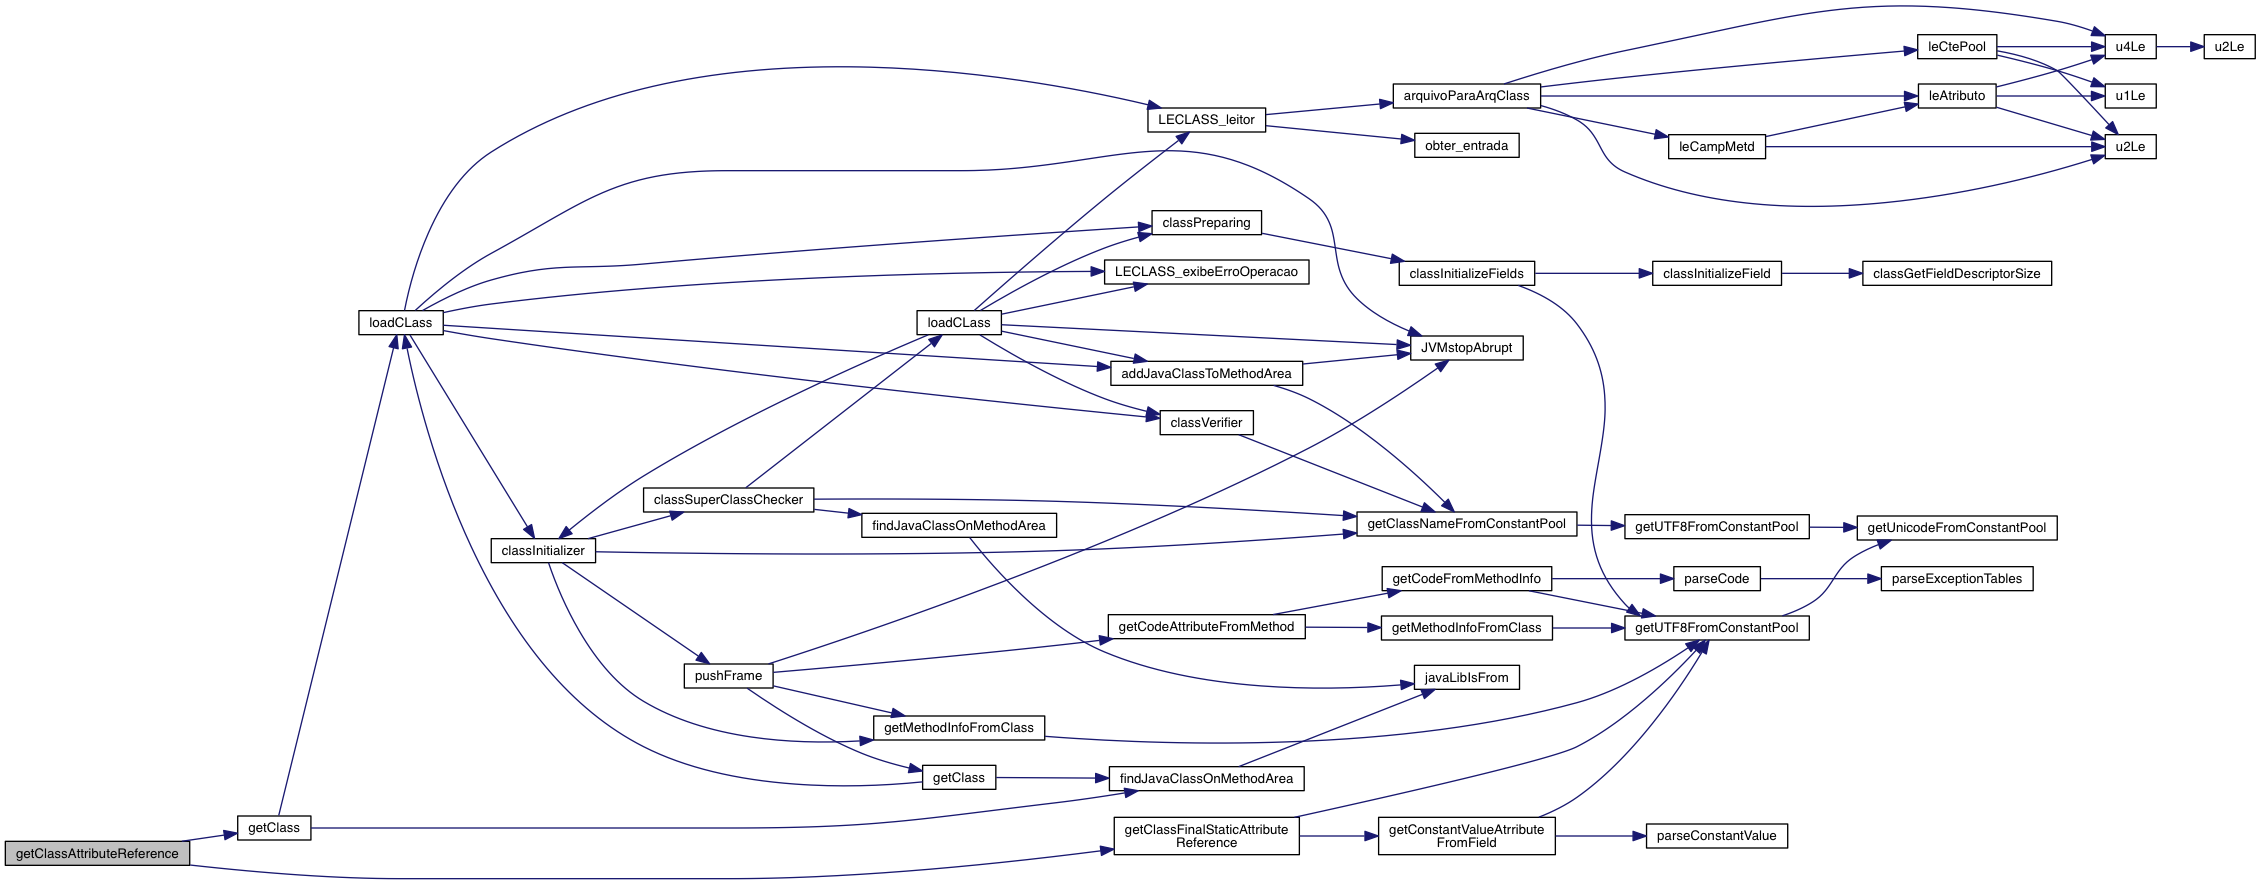 getClassAttributeReference
getClass
loadCLass
classInitializer
classSuperClassChecker
pushFrame
findJavaClassOnMethodArea
getMethodInfoFromClass
getClass
loadCLass
LECLASS_leitor
classPreparing
LECLASS_exibeErroOperacao
addJavaClassToMethodArea
classVerifier
getCodeAttributeFromMethod
findJavaClassOnMethodArea
getClassFinalStaticAttribute
Reference
arquivoParaArqClass
obter_entrada
classInitializeFields
JVMstopAbrupt
getClassNameFromConstantPool
getCodeFromMethodInfo
getMethodInfoFromClass
javaLibIsFrom
getConstantValueAtrribute
FromField
leCampMetd
classInitializeField
getUTF8FromConstantPool
parseCode
getUTF8FromConstantPool
parseConstantValue
leCtePool
leAtributo
classGetFieldDescriptorSize
getUnicodeFromConstantPool
parseExceptionTables
u4Le
u1Le
u2Le
u2Le